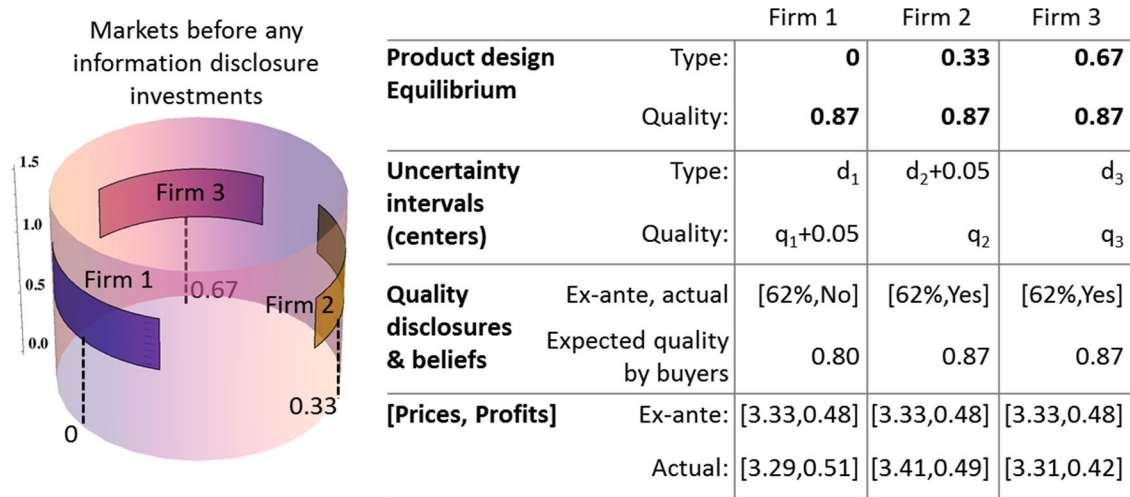 Markets before any
information disclosure
investments
1.5
1.0
0.5
0.0
Firm 3
Firm 1
Firm 2
0.67
0.33
0
Firm 1 Firm 2 Firm 3
Product design Type: 0 0.33 0.67
Equilibrium
Quality: 0.87 0.87 0.87
Uncertainty Type: d₁ d₂+0.05 d₃
intervals
(centers) Quality: q₁+0.05 q₂ q₃
Quality Ex-ante, actual [62%,No] [62%,Yes] [62%,Yes]
disclosures Expected quality 0.80 0.87 0.87
& beliefs by buyers
[Prices, Profits] Ex-ante: [3.33,0.48] [3.33,0.48] [3.33,0.48]
Actual: [3.29,0.51] [3.41,0.49] [3.31,0.42]